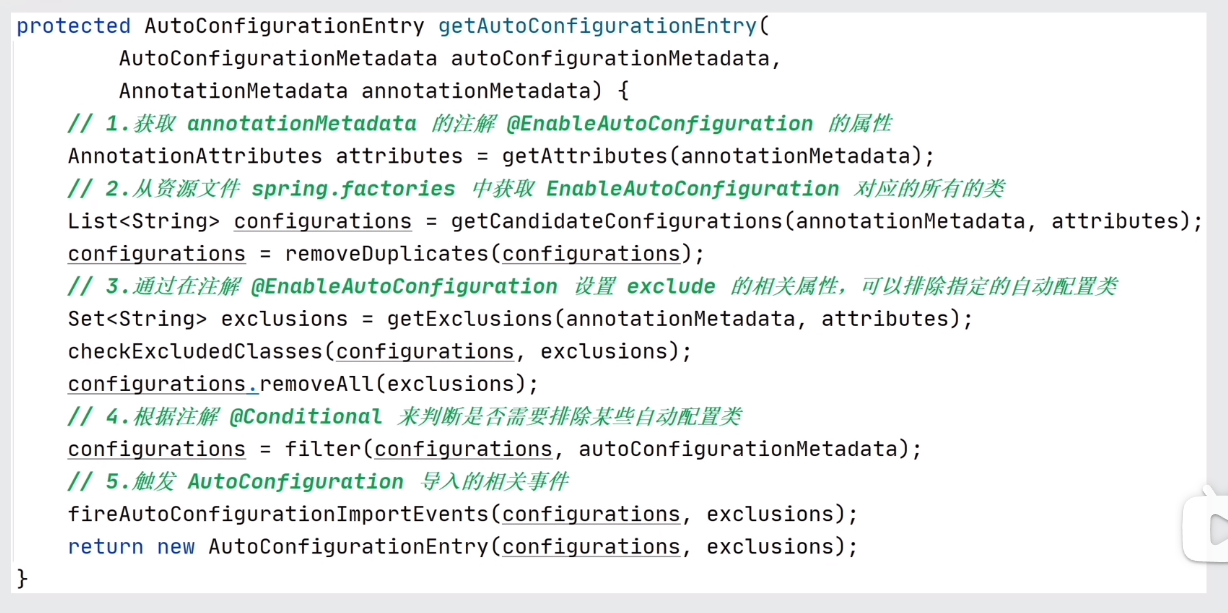 protected AutoConfigurationEntry getAutoConfigurationEntry(
AutoConfigurationMetadata autoConfigurationMetadata,
AnnotationMetadata annotationMetadata) {
// 1.获取 annotationMetadata 的注解 @EnableAutoConfiguration 的属性
AnnotationAttributes attributes = getAttributes(annotationMetadata);
// 2.从资源文件 spring.factories 中获取 EnableAutoConfiguration 对应的所有的类
List<String> configurations = getCandidateConfigurations(annotationMetadata, attributes);
configurations = removeDuplicates(configurations);
// 3.通过在注解 @EnableAutoConfiguration 设置 exclude 的相关属性，可以排除指定的自动配置类
Set<String> exclusions = getExclusions(annotationMetadata, attributes);
checkExcludedClasses(configurations, exclusions);
configurations.removeAll(exclusions);
// 4.根据注解 @Conditional 来判断是否需要排除某些自动配置类
configurations = filter(configurations, autoConfigurationMetadata);
// 5.触发 AutoConfiguration 导入的相关事件
fireAutoConfigurationImportEvents(configurations, exclusions);
return new AutoConfigurationEntry(configurations, exclusions);
}